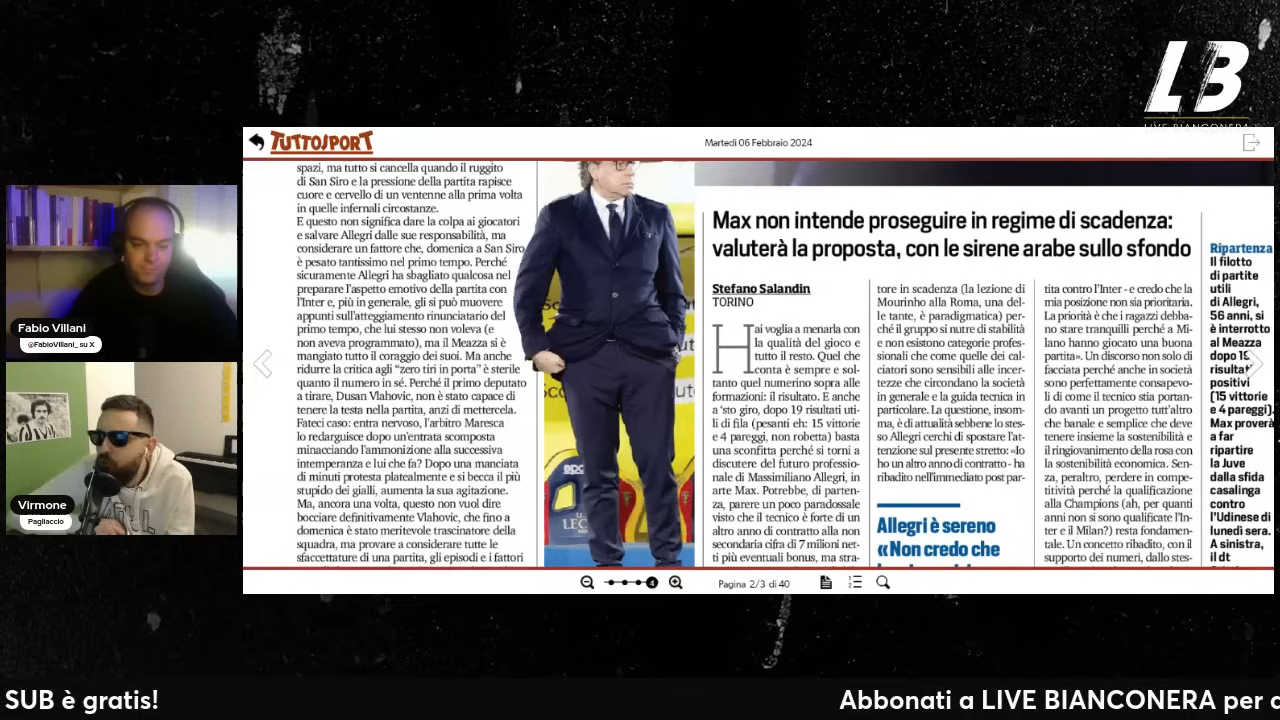 LB
TUTTOSPORT
Martedì 06 Febbraio 2024
spazi, ma tutto si cancella quando il ruggito
di San Siro e la pressione della partita rapisce
cuore e cervello di un ventenne alla prima volta
in quelle infernali circostanze.
E questo non significa dare la colpa ai giocatori
e salvare Allegri dalle sue responsabilità, ma
considerare un fattore che, domenica a San Siro
è pesato tantissimo nel primo tempo. Perché
sicuramente Allegri ha sbagliato qualcosa nel
preparare l'aspetto emotivo della partita con
l'Inter e, più in generale, gli si può muovere
appunti sull'atteggiamento rinunciatario del
primo tempo, che lui stesso non voleva (e
non aveva programmato), ma il Meazza si è
mangiato tutto il coraggio dei suoi. Ma anche
ridurre la critica agli "zero tiri in porta" è sterile
quanto il numero in sé. Perché il primo deputato
a tirare, Dusan Vlahovic, non è stato capace di
tenere la testa nella partita, anzi di mettercela.
Fateci caso: entra nervoso, l'arbitro Maresca
lo redarguisce dopo un'entrata scomposta
minacciando l'ammonizione alla successiva
intemperanza e lui che fa? Dopo una manciata
di minuti protesta platealmente e si becca il più
stupido dei gialli, aumenta la sua agitazione.
Ma, ancora una volta, questo non vuol dire
bocciare definitivamente Vlahovic, che fino a
domenica è stato meritevole trascinatore della
squadra, ma provare a considerare tutte le
sfaccettature di una partita, gli episodi e i fattori
Max non intende proseguire in regime di scadenza:
valuterà la proposta, con le sirene arabe sullo sfondo
Stefano Salandin
TORINO
Hai voglia a menarla con
la qualità del gioco e
tutto il resto. Quel che
conta è sempre e sol-
tanto quel numerino sopra alle
formazioni: il risultato. E anche
a 'sto giro, dopo 19 risultati uti-
li di fila (pesanti eh: 15 vittorie
e 4 pareggi, non robetta) basta
una sconfitta perché si torni a
discutere del futuro professio-
nale di Massimiliano Allegri, in
arte Max. Potrebbe, di parten-
za, parere un poco paradossale
visto che il tecnico è forte di un
altro anno di contratto alla non
secondaria cifra di 7 milioni net-
ti più eventuali bonus, ma stra-
tore in scadenza (la lezione di
Mourinho alla Roma, una del-
le tante, è paradigmatica) per-
ché il gruppo si nutre di stabilità
e non esistono categorie profes-
sionali che come quelle dei cal-
ciatori sono sensibili alle incer-
tezze che circondano la società
in generale e la guida tecnica in
particolare. La questione, insom-
ma, è di attualità sebbene lo stes-
so Allegri cerchi di spostare l'at-
tenzione sul presente stretto: «Io
ho un altro anno di contratto - ha
ribadito nell'immediato post par-
Allegri è sereno
«Non credo che
tita contro l'Inter - e credo che la
mia posizione non sia prioritaria.
La priorità è che i ragazzi debba-
no stare tranquilli perché a Mi-
lano hanno giocato una buona
partita». Un discorso non solo di
facciata perché anche in società
sono perfettamente consapevo-
li di come il tecnico stia portan-
do avanti un progetto tutt'altro
che banale e semplice che deve
tenere insieme la sostenibilità e
il ringiovanimento della rosa con
la sostenibilità economica. Sen-
za, peraltro, perdere in compe-
titività perché la qualificazione
alla Champions (ah, per quanti
anni non si sono qualificate l'In-
ter e il Milan?) resta fondamen-
tale. Un concetto ribadito, con il
supporto dei numeri, dallo stes-
Ripartenza
Il filotto
di partite
utili
di Allegri,
56 anni, si
è interrotto
al Meazza
dopo 19
risultati
positivi
(15 vittorie
e 4 pareggi).
Max proverà
a far
ripartire
la Juve
dalla sfida
casalinga
contro
l'Udinese di
lunedì sera.
A sinistra,
il dt
Fabio Villani
@FabioVillani_ su X
Virmone
Pagliaccio
4
Pagina 2/3 di 40
SUB è gratis!
Abbonati a LIVE BIANCONERA per